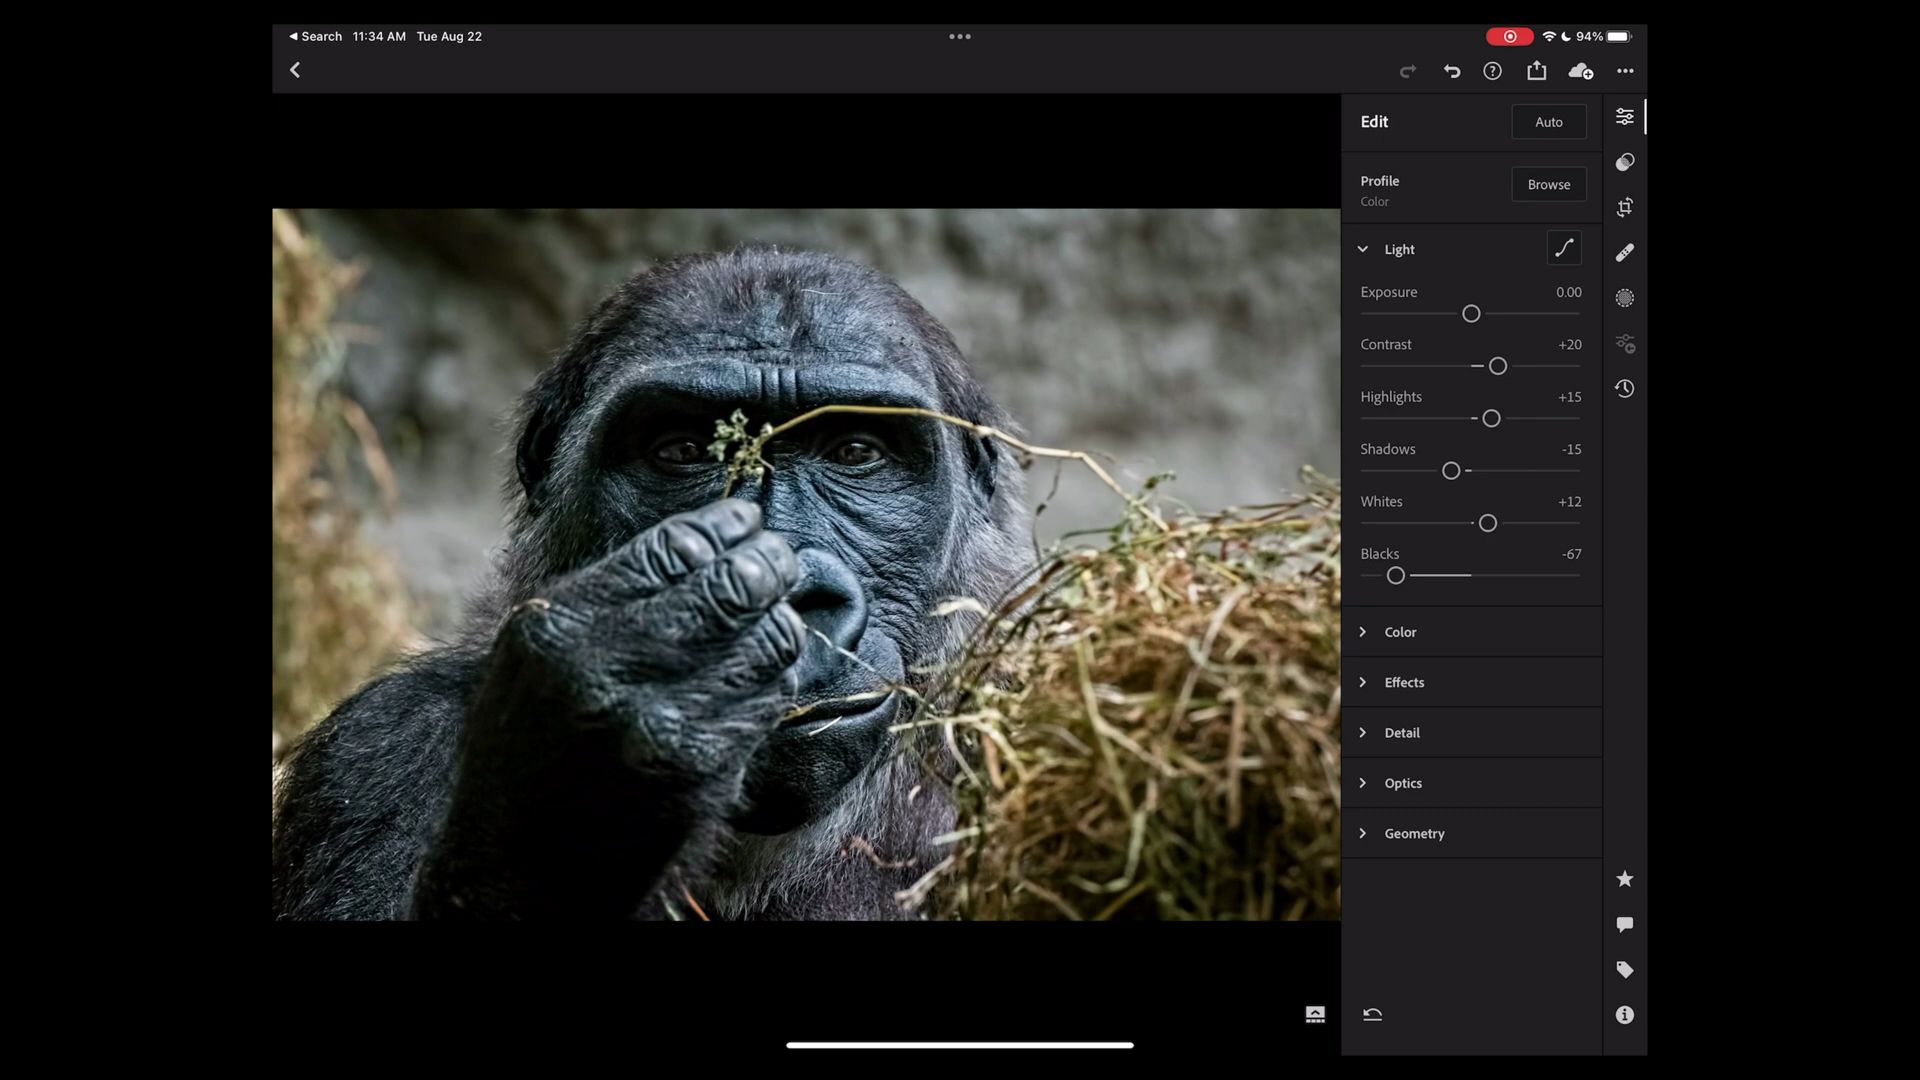 Search 11:34 AM Tue Aug 22
94%
Edit
Auto
Profile
Color
Browse
Light
Exposure 0.00
Contrast +20
Highlights +15
Shadows -15
Whites +12
Blacks -67
Color
Effects
Detail
Optics
Geometry